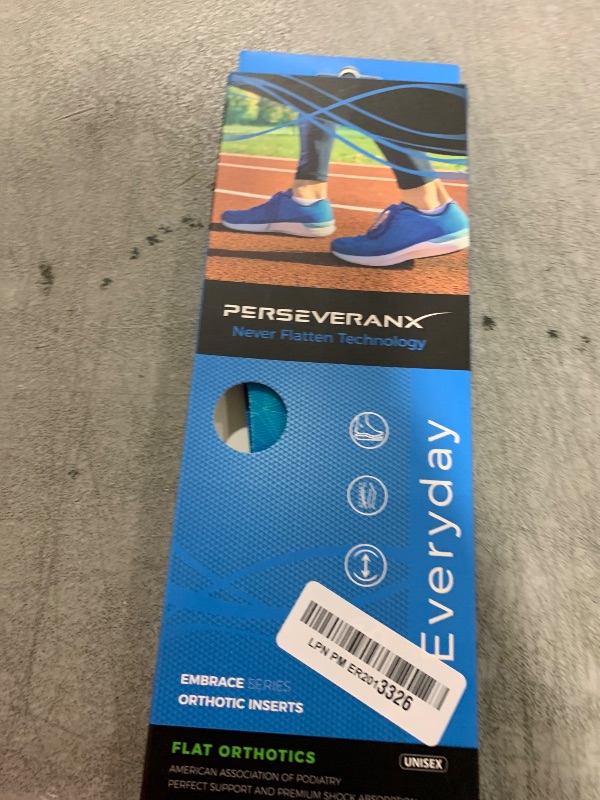 PERSEVERANX
Never Flatten Technology
Everyday
LPN PM ER2013326
EMBRACE SERIES
ORTHOTIC INSERTS
FLAT ORTHOTICS
UNISEX
AMERICAN ASSOCIATION OF PODIATRY
PERFECT SUPPORT AND PREMIUM SHOCK ABSORPTION